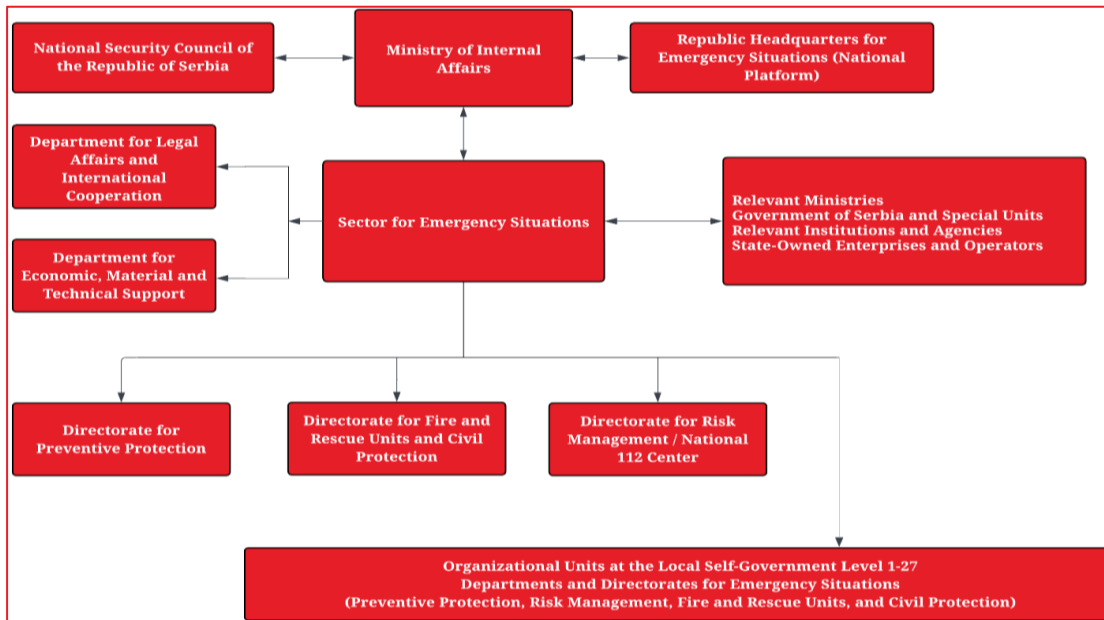 National Security Council of
the Republic of Serbia
Ministry of Internal
Affairs
Republic Headquarters for
Emergency Situations (National
Platform)
Department for Legal
Affairs and
International
Cooperation
Sector for Emergency Situations
Relevant Ministries
Government of Serbia and Special Units
Relevant Institutions and Agencies
State-Owned Enterprises and Operators
Department for
Economic, Material and
Technical Support
Directorate for
Preventive Protection
Directorate for Fire and
Rescue Units and Civil
Protection
Directorate for Risk
Management / National
112 Center
Organizational Units at the Local Self-Government Level 1-27
Departments and Directorates for Emergency Situations
(Preventive Protection, Risk Management, Fire and Rescue Units, and Civil Protection)